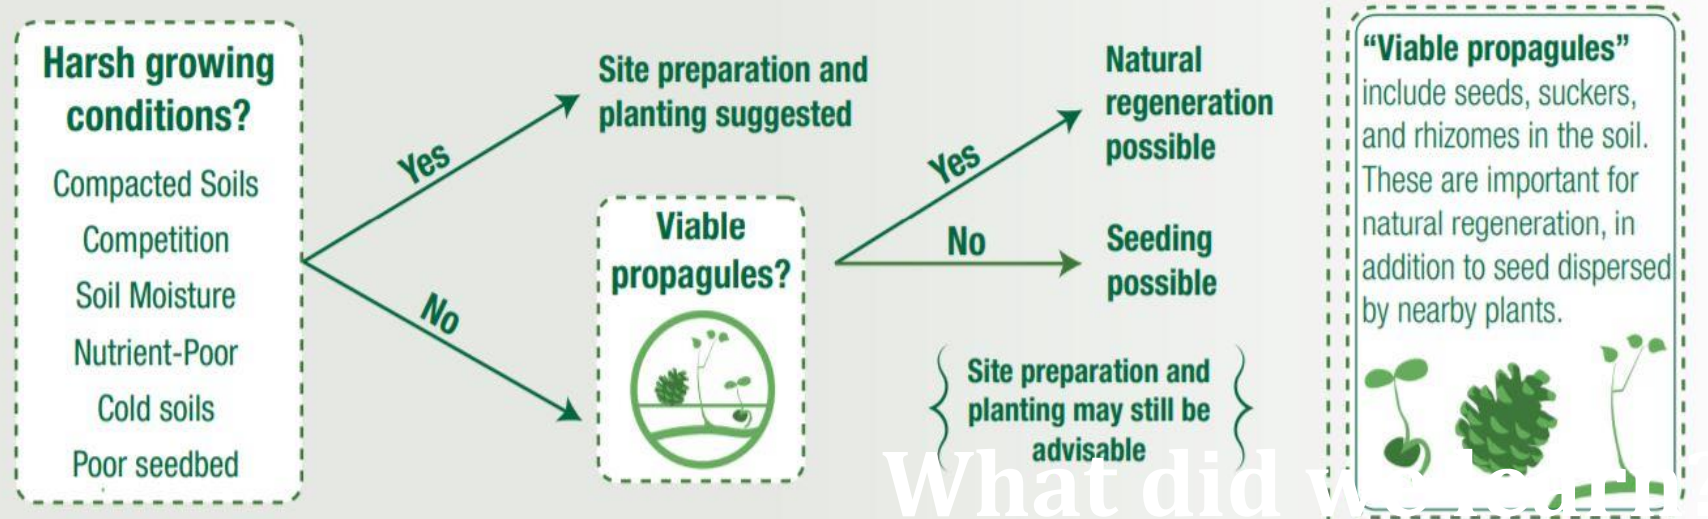 Harsh growing
conditions?
Compacted Soils
Competition
Soil Moisture
Nutrient-Poor
Cold soils
Poor seedbed
Yes
No
Site preparation and
planting suggested
Viable
propagules?
Yes
No
Natural
regeneration
possible
Seeding
possible
Site preparation and
planting may still be
advisable
“Viable propagules”
include seeds, suckers,
and rhizomes in the soil.
These are important for
natural regeneration, in
addition to seed dispersed
by nearby plants.
What did we learn?